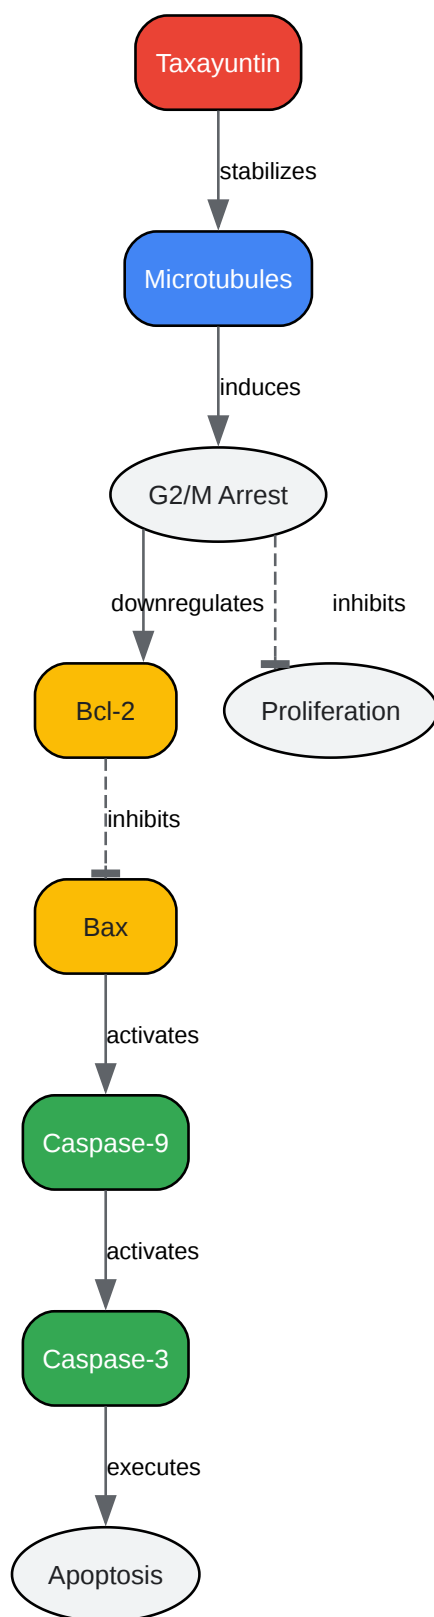 Taxayuntin
stabilizes
Microtubules
induces
G2/M Arrest
downregulates
inhibits
Bcl-2
Proliferation
inhibits
Bax
activates
Caspase-9
activates
Caspase-3
executes
Apoptosis